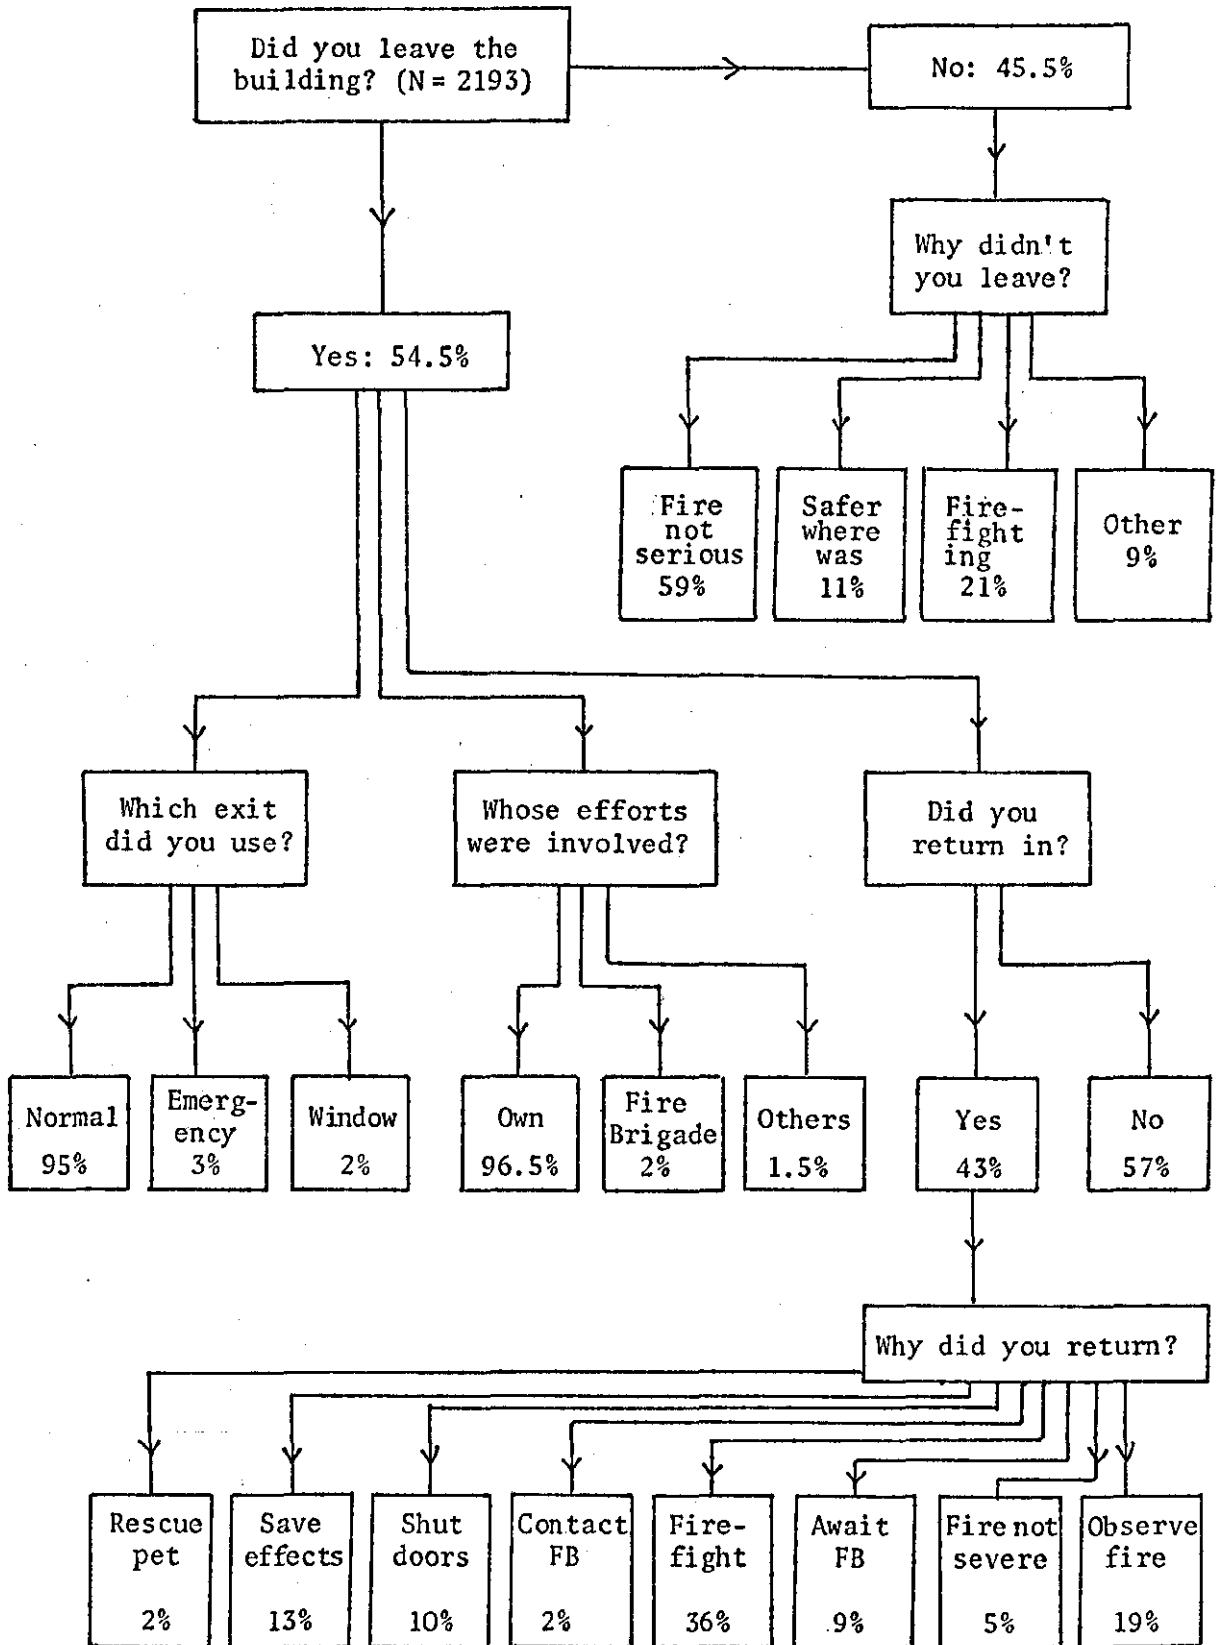 Did you leave the
building? (N = 2193)
No: 45.5%
Why didn't
you leave?
Yes: 54.5%
Fire
not
serious
59%
Safer
where
was
11%
Fire-
fight
ing
21%
Other
9%
Which exit
did you use?
Whose efforts
were involved?
Did you
return in?
Normal
95%
Emerg-
ency
3%
Window
2%
Own
96.5%
Fire
Brigade
2%
Others
1.5%
Yes
43%
No
57%
Why did you return?
Rescue
pet
2%
Save
effects
13%
Shut
doors
10%
Contact
FB
2%
Fire-
fight
36%
Await
FB
9%
Fire not
severe
5%
Observe
fire
19%